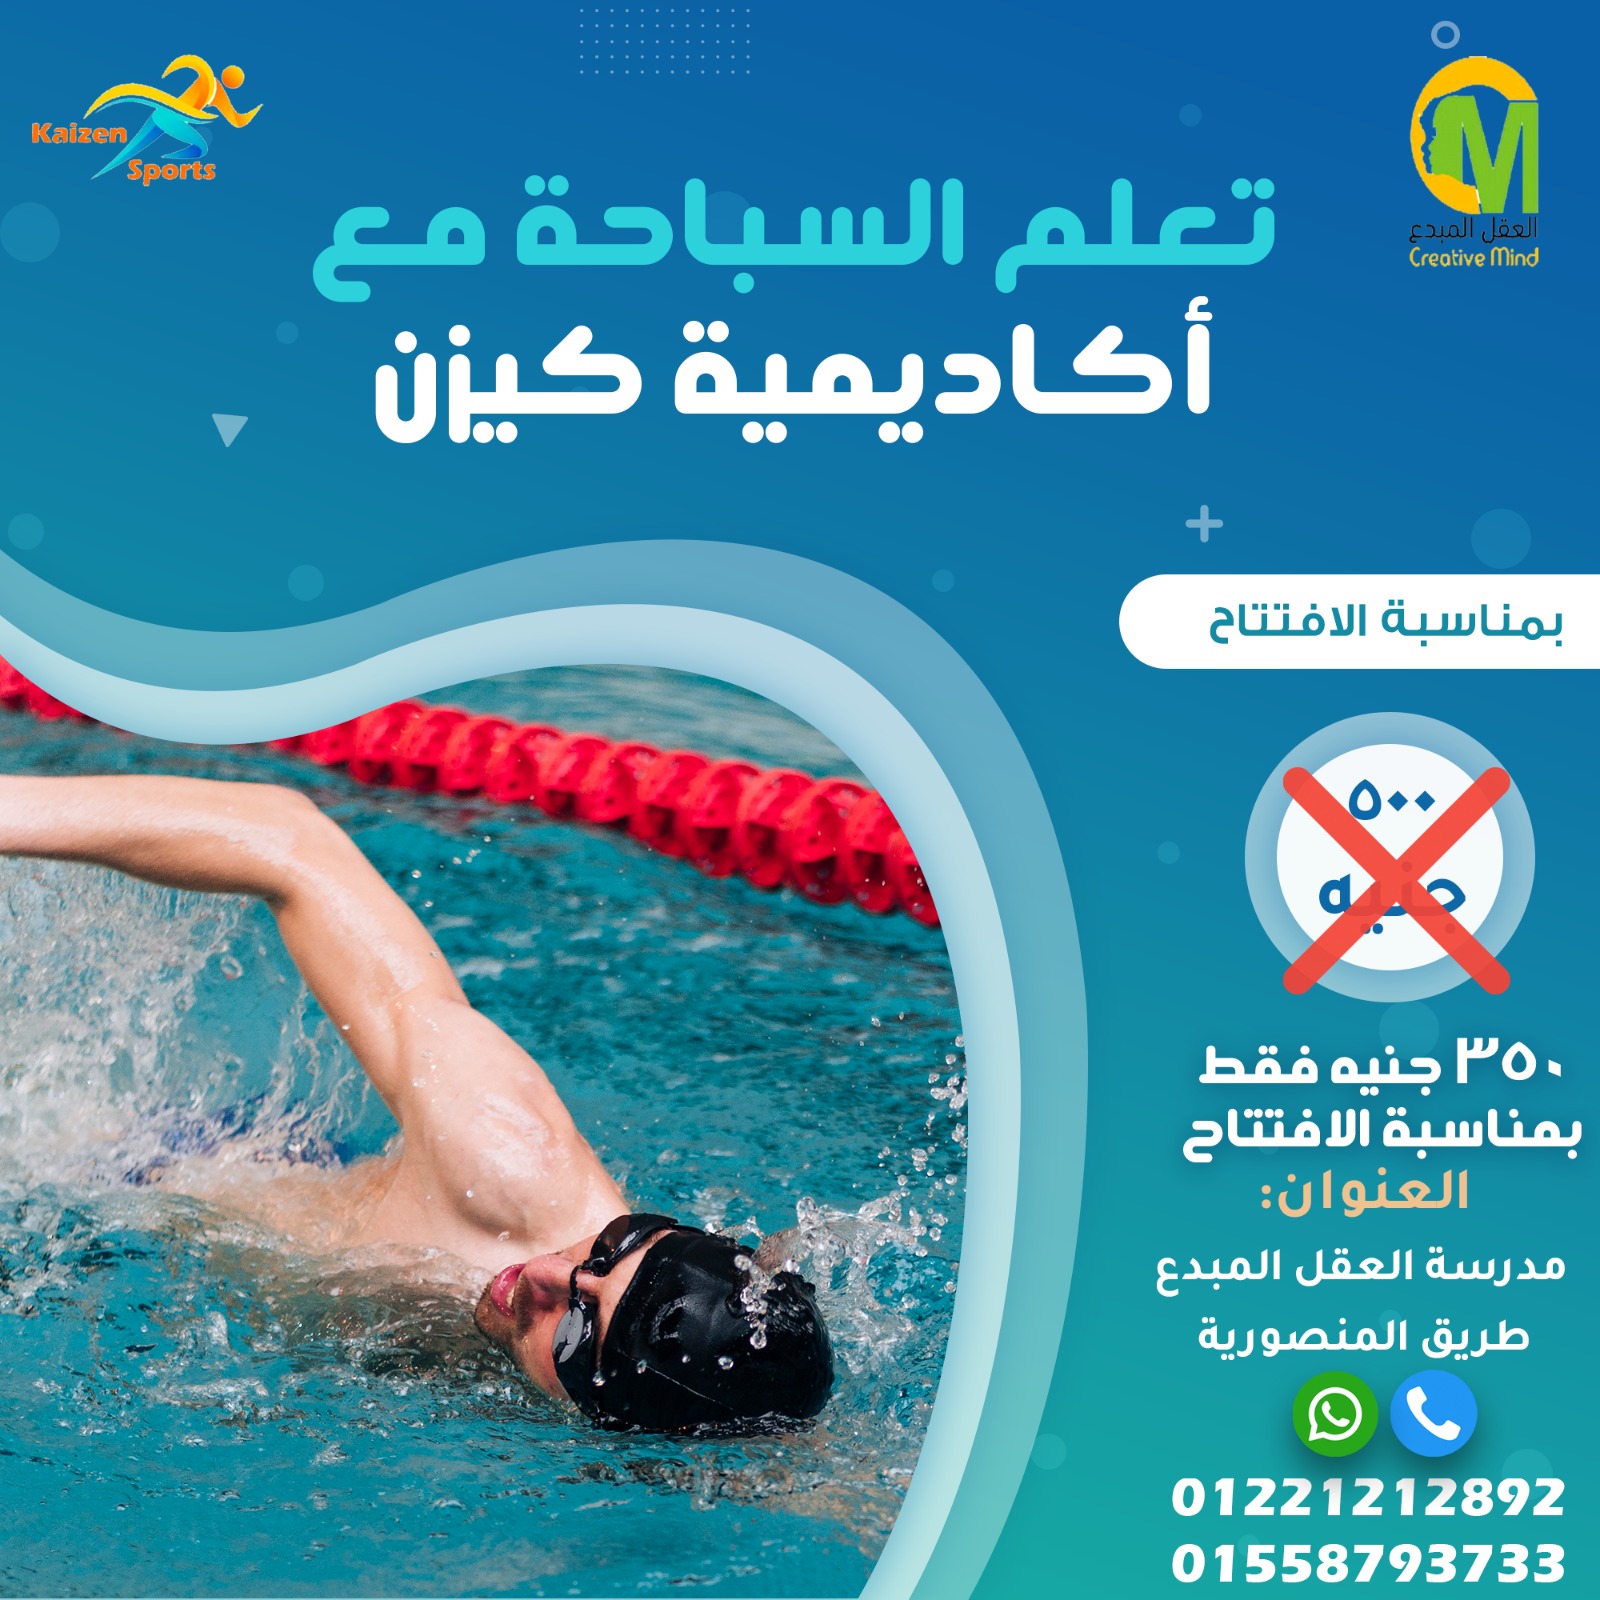 Kaizen
Sports
العقل المبدع
Creative Mind
تعلم السباحة مع
أكاديمية كيزن
بمناسبة الافتتاح
٥٠٠
جنيه
٣٥٠ جنيه فقط
بمناسبة الافتتاح
العنوان:
مدرسة العقل المبدع
طريق المنصورية
01221212892
01558793733